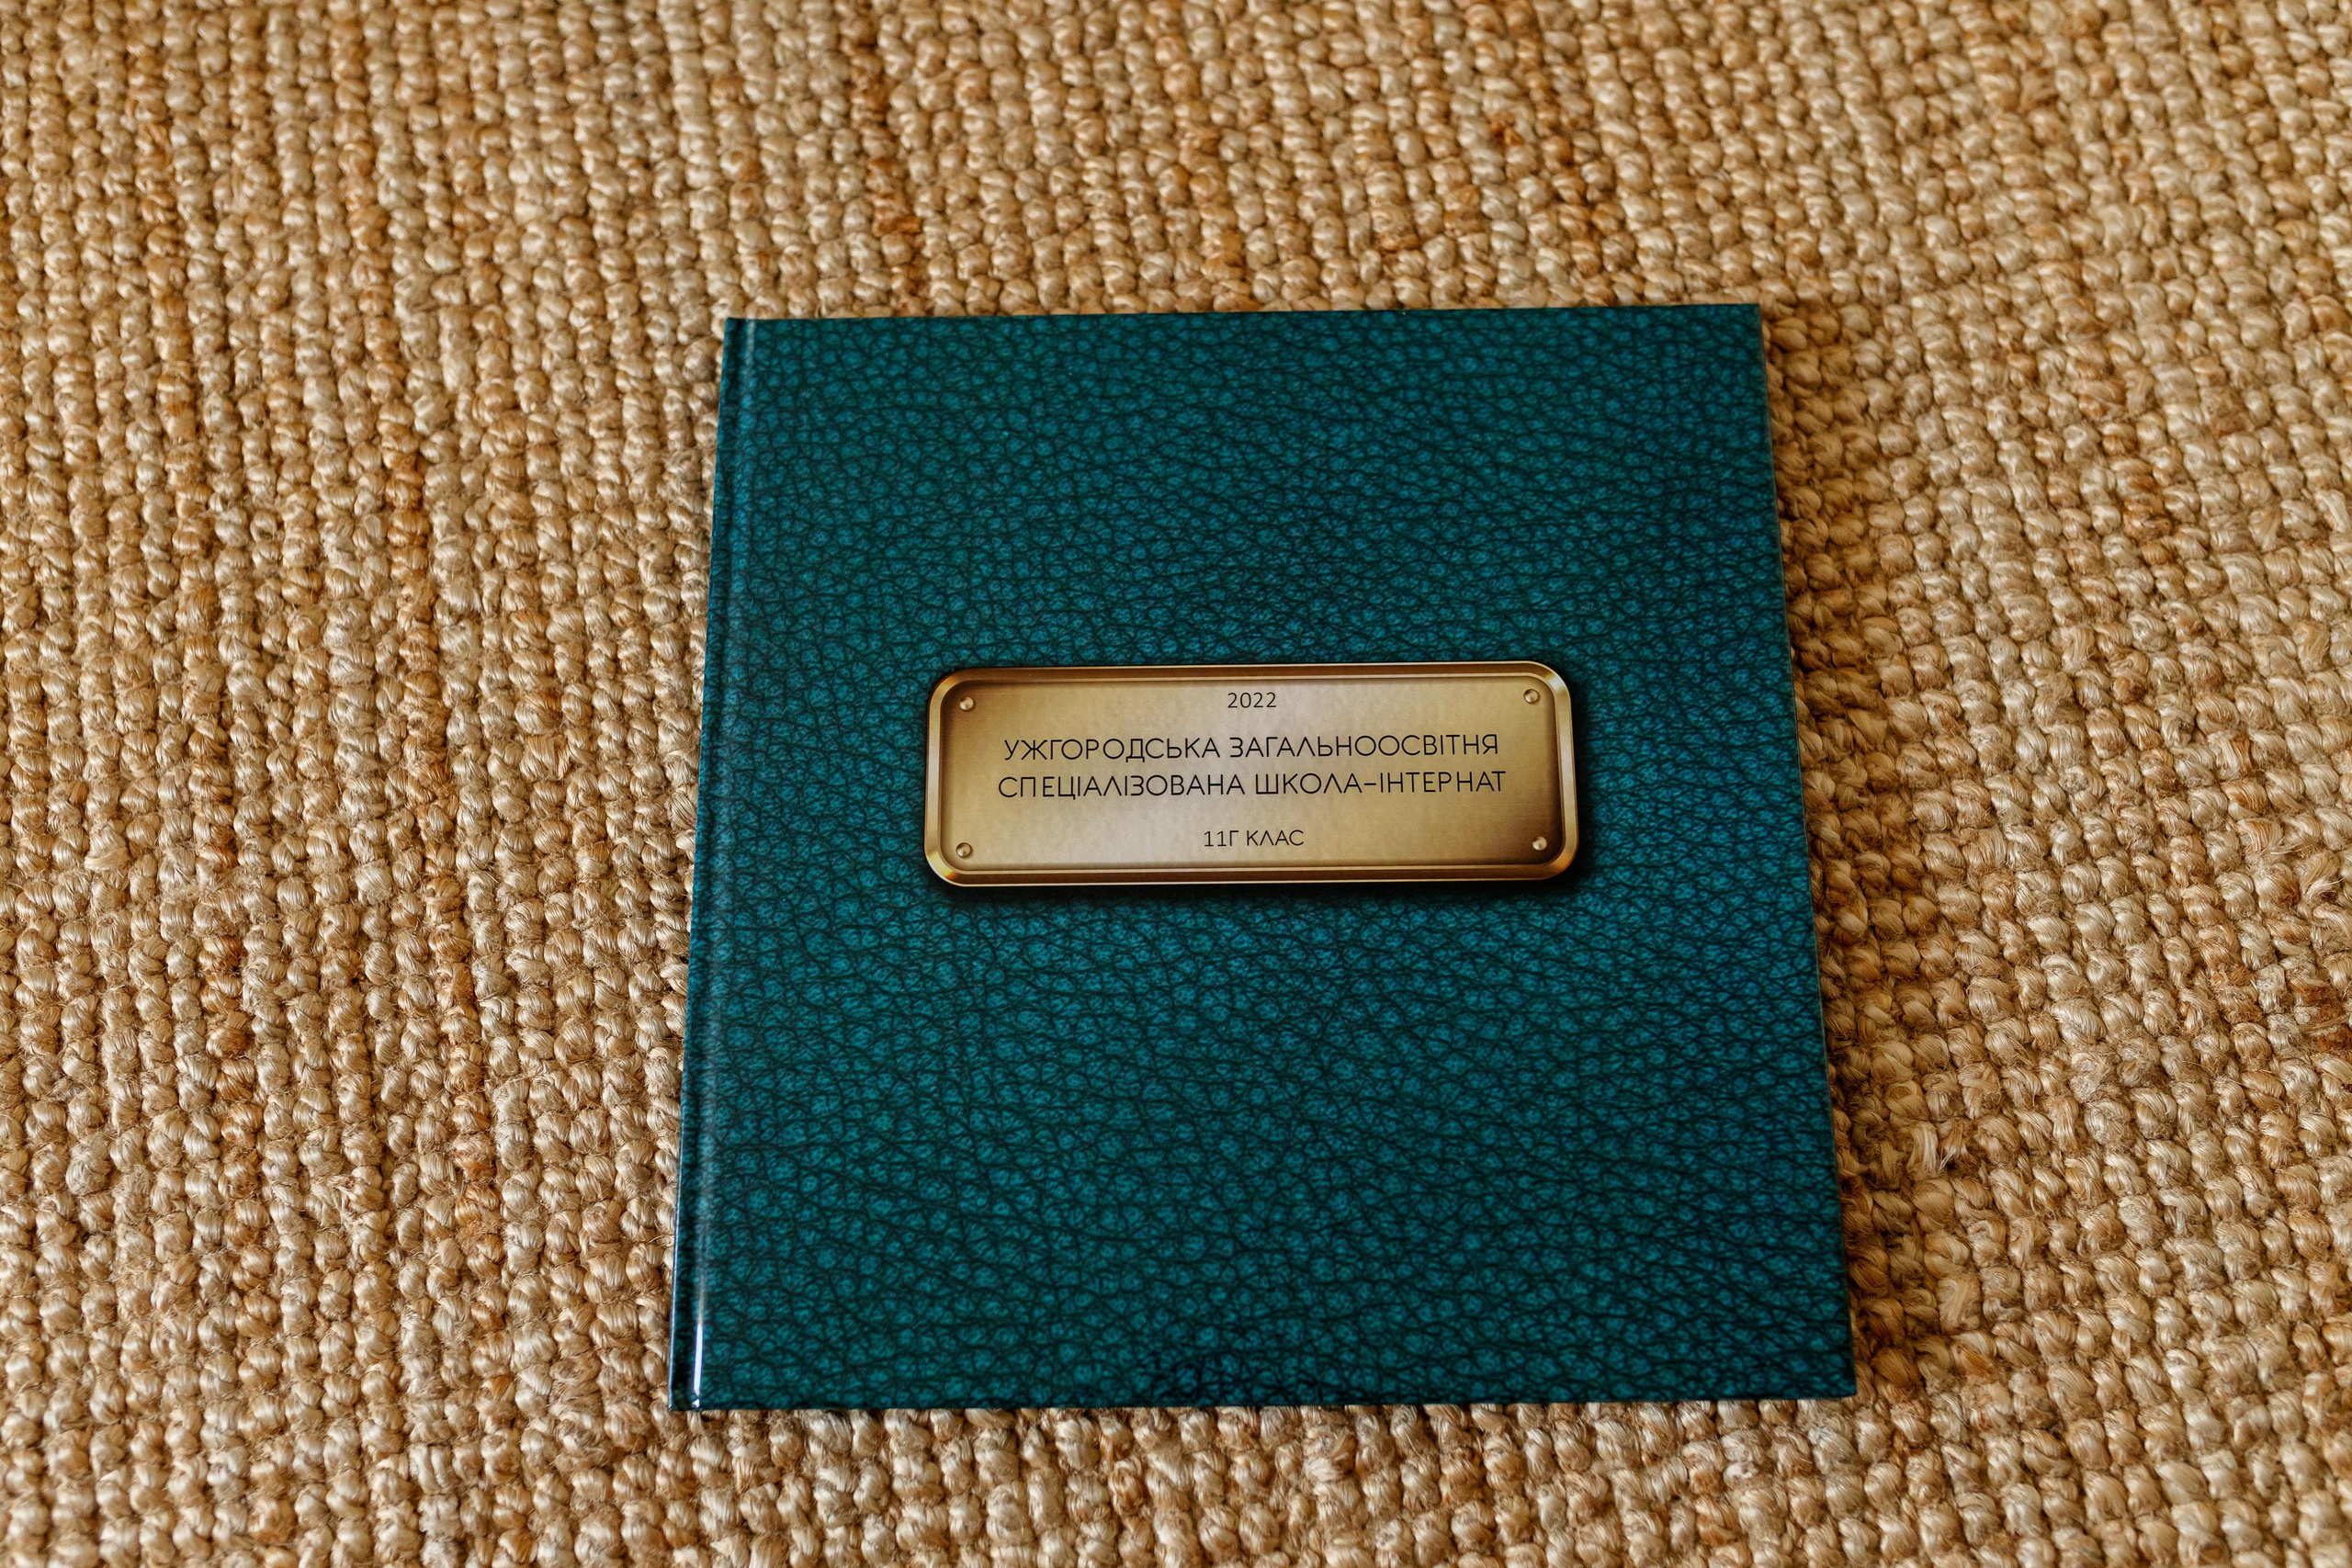 2022
УЖГОРОДСЬКА ЗАГАЛЬНООСВІТНЯ
СПЕЦІАЛІЗОВАНА ШКОЛА-ІНТЕРНАТ
11Г КЛАС